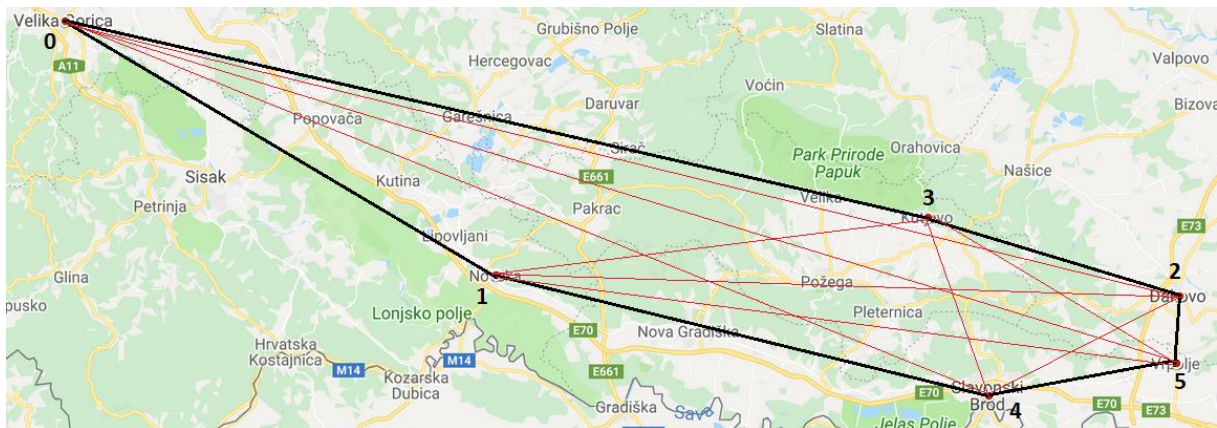 Velika Gorica
0
A11
Grubišno Polje
Slatina
Valpovo
Hercegovac
Voćin
Bizova
Daruvar
Popovača
Garešnica
Sirač
Orahovica
Park Prirode
Papuk
Našice
Sisak
Kutina
E661
Velika
3
Kutjevo
Petrinja
Pakrac
E73
Lipovljani
Glina
Novska
1
Požega
2
Đakovo
pusko
Lonjsko polje
Pleternica
E70
Nova Gradiška
Hrvatska
Kostajnica
M14
M14
Vrpolje
5
Kozarska
Dubica
E661
Gradiška
Savo
E70
Slavonski
Brod
4
E70
E73
Jelas Polje